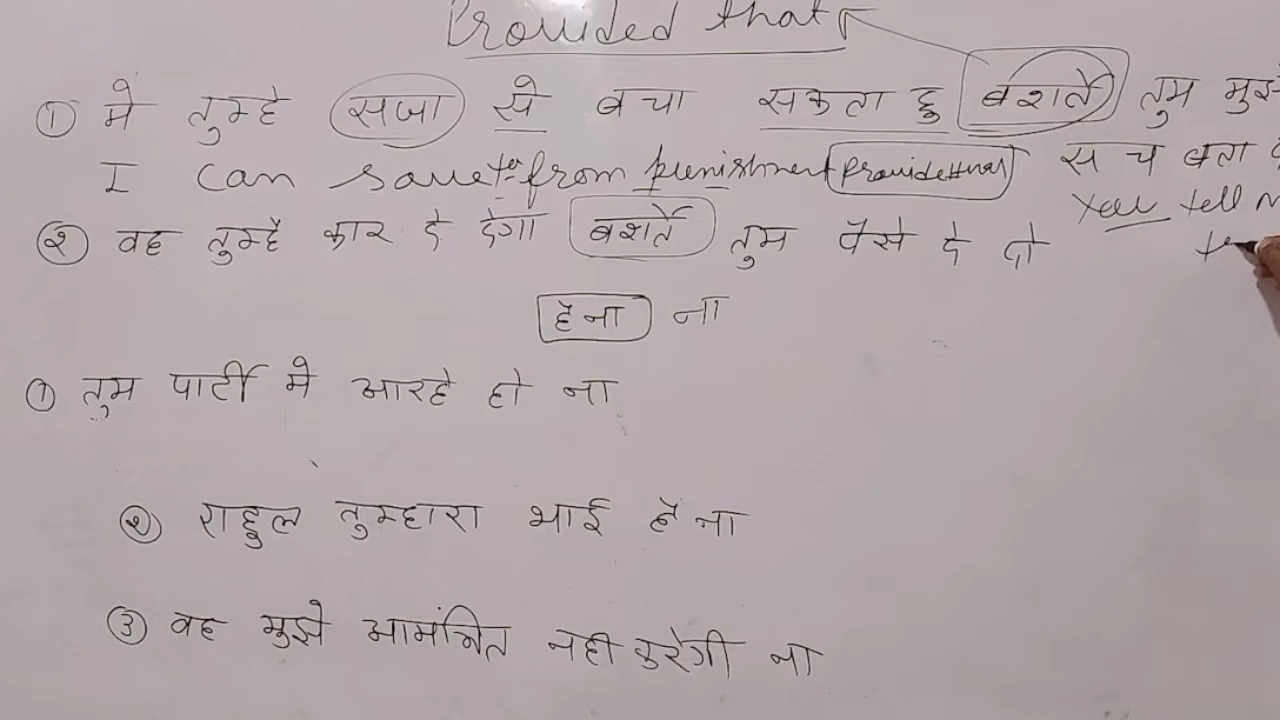 Provided that
① मे तुम्हे सजा से बचा सकता हु बशर्ते तुम मुझे
सच बता
I can save from punishment provided that
you tell
② वह तुम्हे कार दे देगा बशर्ते तुम पैसे दे दो
हैना ना
① तुम पार्टी मे आरहे हो ना
② राहुल तुम्हारा भाई हैना
③ वह मुझे आमंत्रित नही करेगी ना